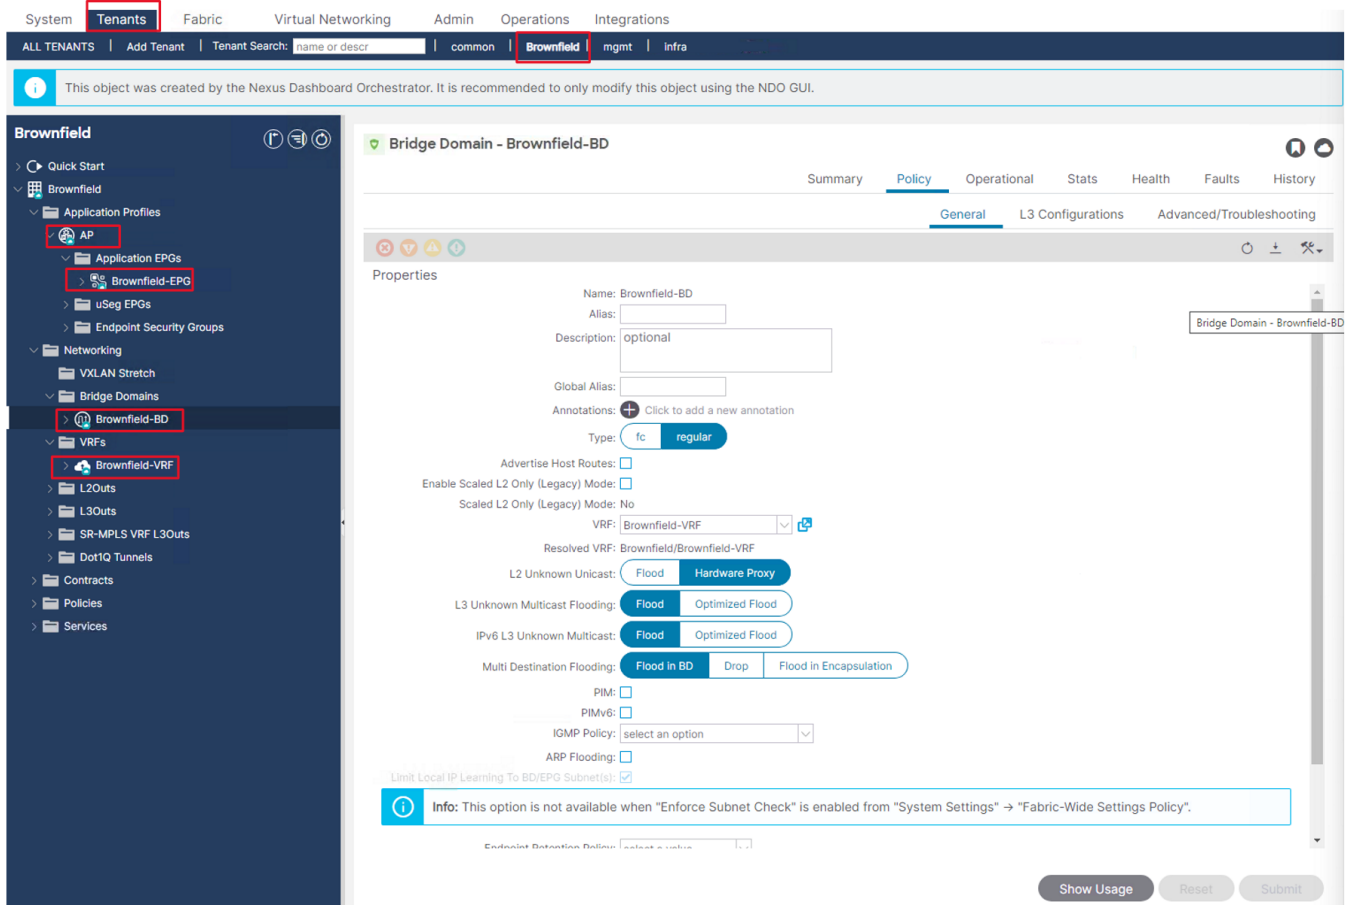 System Tenants Fabric Virtual Networking Admin Operations Integrations
ALL TENANTS | Add Tenant | Tenant Search: name or descr | common | Brownfield | mgmt | infra
This object was created by the Nexus Dashboard Orchestrator. It is recommended to only modify this object using the NDO GUI.
Brownfield
Quick Start
Brownfield
Application Profiles
AP
Application EPGs
Brownfield-EPG
uSeg EPGs
Endpoint Security Groups
Networking
VXLAN Stretch
Bridge Domains
Brownfield-BD
VRFs
Brownfield-VRF
L2Outs
L3Outs
SR-MPLS VRF L3Outs
Dot1Q Tunnels
Contracts
Policies
Services
Bridge Domain - Brownfield-BD
Summary Policy Operational Stats Health Faults History
General L3 Configurations Advanced/Troubleshooting
Properties
Name: Brownfield-BD
Alias:
Bridge Domain - Brownfield-BD
Description: optional
Global Alias:
Annotations: Click to add a new annotation
Type: fc regular
Advertise Host Routes:
Enable Scaled L2 Only (Legacy) Mode:
Scaled L2 Only (Legacy) Mode: No
VRF: Brownfield-VRF
Resolved VRF: Brownfield/Brownfield-VRF
L2 Unknown Unicast: Flood Hardware Proxy
L3 Unknown Multicast Flooding: Flood Optimized Flood
IPv6 L3 Unknown Multicast: Flood Optimized Flood
Multi Destination Flooding: Flood in BD Drop Flood in Encapsulation
PIM:
PIMv6:
IGMP Policy: select an option
ARP Flooding:
Limit Local IP Learning To BD/EPG Subnet(s):
Info: This option is not available when "Enforce Subnet Check" is enabled from "System Settings" → "Fabric-Wide Settings Policy".
Endpoint Retention Policy: select a value
Show Usage Reset Submit